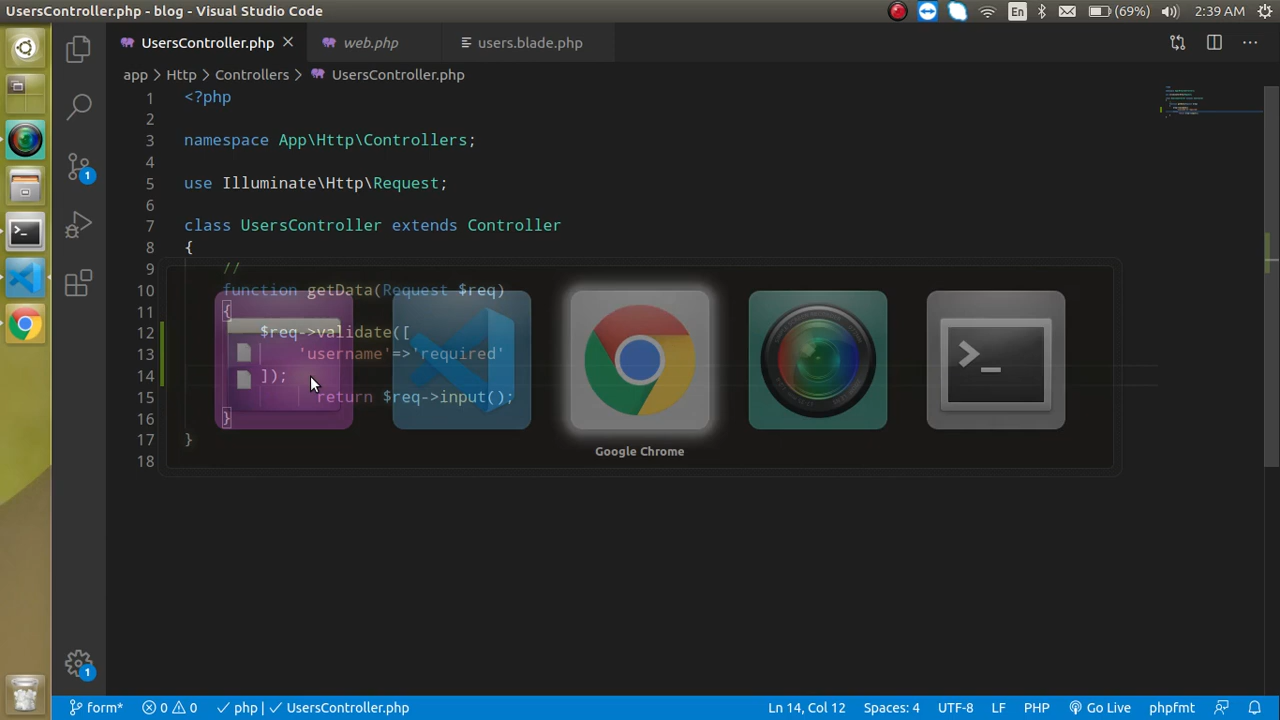 UsersController.php - blog - Visual Studio Code
En
(69%)
2:39 AM
UsersController.php
web.php
users.blade.php
app > Http > Controllers > UsersController.php
1 <?php
2
3 namespace App\Http\Controllers;
4
5 use Illuminate\Http\Request;
6
7 class UsersController extends Controller
8 {
9 //
10 function getData(Request $req)
11 {
12 $req->validate([
13 'username'=>'required'
14 ]);
15 return $req->input();
16 }
17 }
18
Google Chrome
1
1
form* 0 0 php | UsersController.php Ln 14, Col 12 Spaces: 4 UTF-8 LF PHP Go Live phpfmt